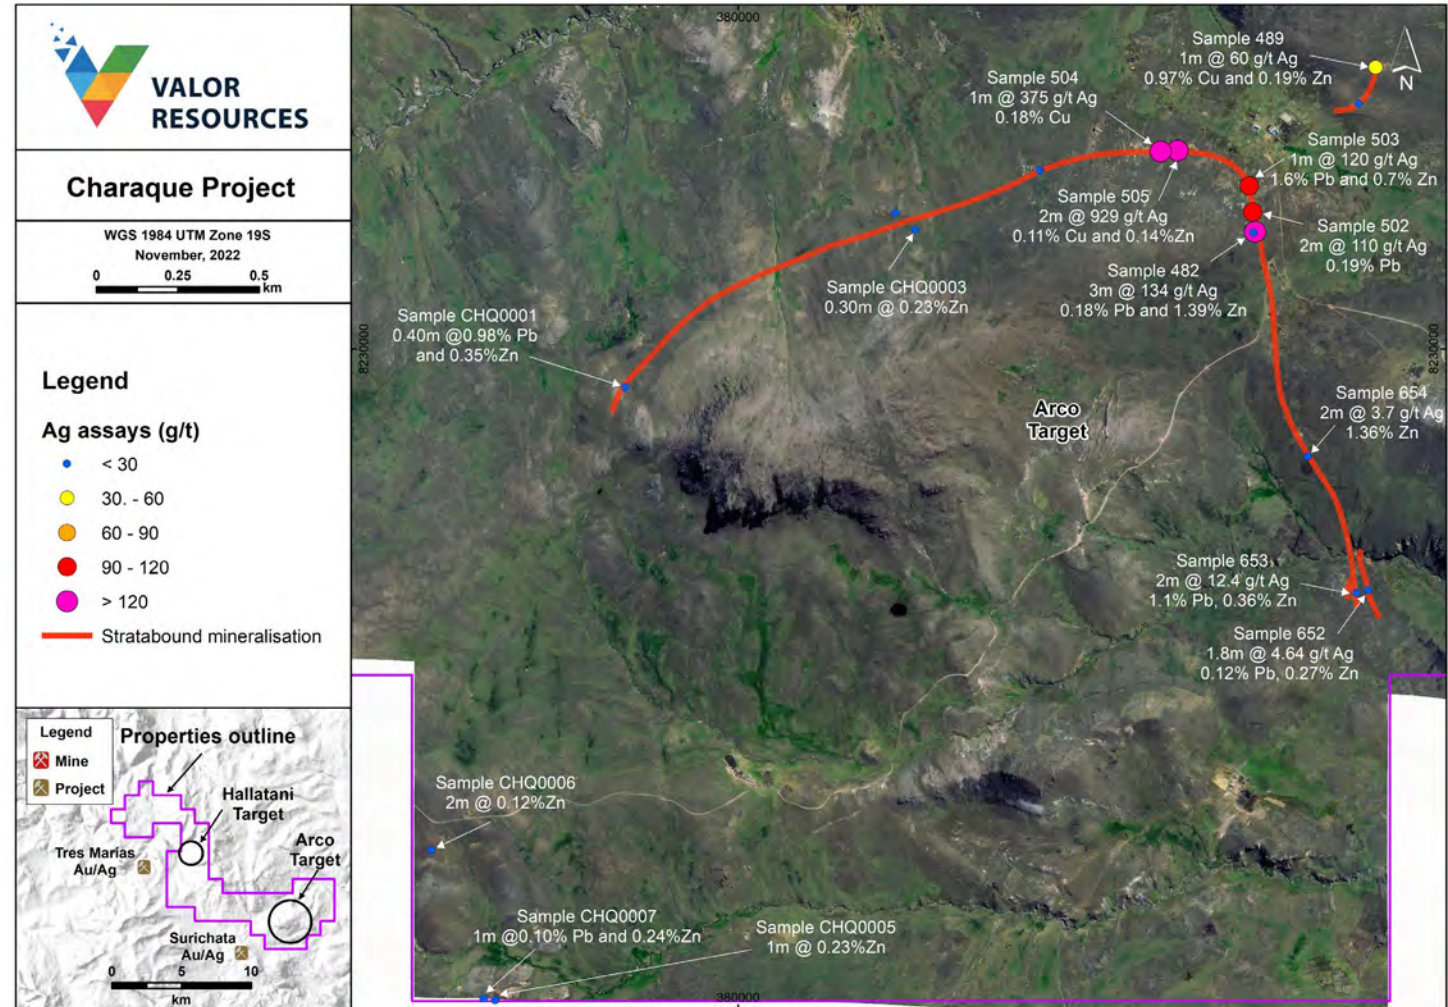 VALOR
RESOURCES
Charaque Project
WGS 1984 UTM Zone 19S
November, 2022
0 0.25 0.5
km
Legend
Ag assays (g/t)
< 30
30. - 60
60 - 90
90 - 120
> 120
Stratabound mineralisation
Legend
Mine
Project
Properties outline
Hallatani
Target
Arco
Target
Tres Marias
Au/Ag
Surichata
Au/Ag
0 5 10
km
380000
N
Sample 489
1m @ 60 g/t Ag
0.97% Cu and 0.19% Zn
Sample 504
1m @ 375 g/t Ag
0.18% Cu
Sample 503
1m @ 120 g/t Ag
1.6% Pb and 0.7% Zn
Sample 505
2m @ 929 g/t Ag
0.11% Cu and 0.14%Zn
Sample 502
2m @ 110 g/t Ag
0.19% Pb
Sample 482
3m @ 134 g/t Ag
0.18% Pb and 1.39% Zn
Sample CHQ0003
0.30m @ 0.23%Zn
Sample CHQ0001
0.40m @0.98% Pb
and 0.35%Zn
8230000
8230000
Sample 654
2m @ 3.7 g/t Ag
1.36% Zn
Arco
Target
Sample 653
2m @ 12.4 g/t Ag
1.1% Pb, 0.36% Zn
Sample 652
1.8m @ 4.64 g/t Ag
0.12% Pb, 0.27% Zn
Sample CHQ0006
2m @ 0.12%Zn
Sample CHQ0007
1m @0.10% Pb and 0.24%Zn
Sample CHQ0005
1m @ 0.23%Zn
380000